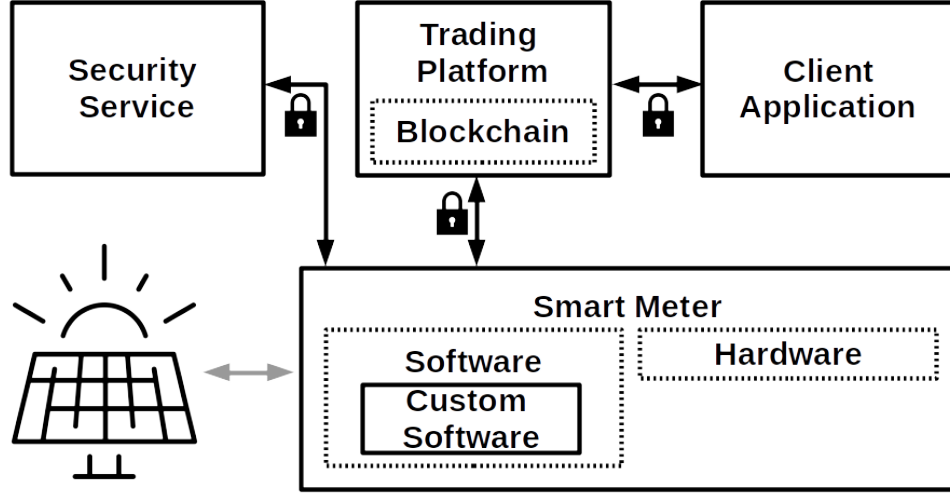 Security
Service
Trading
Platform
Blockchain
Client
Application
Smart Meter
Software
Custom
Software
Hardware